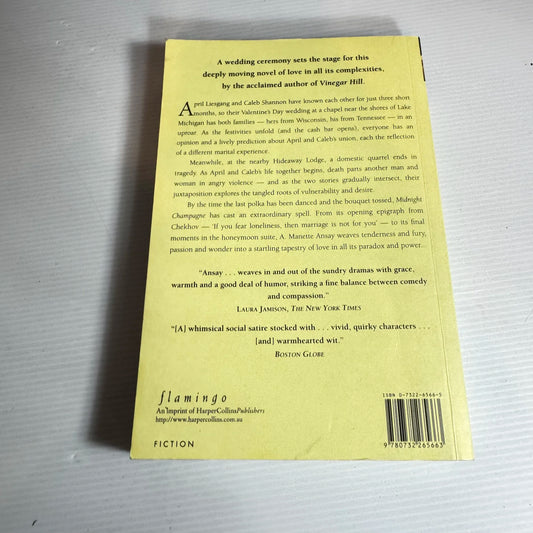 A wedding ceremony sets the stage for this
deeply moving novel of love in all its complexities,
by the acclaimed author of Vinegar Hill.
April Liesgang and Caleb Shannon have known each other for just three short
months, so their Valentine's Day wedding at a chapel near the shores of Lake
Michigan has both families — hers from Wisconsin, his from Tennessee — in an
uproar. As the festivities unfold (and the cash bar opens), everyone has an
opinion and a lively prediction about April and Caleb's union, each the reflection
of a different marital experience.
Meanwhile, at the nearby Hideaway Lodge, a domestic quarrel ends in
tragedy. As April and Caleb's life together begins, death parts another man and
woman in angry violence — and as the two stories gradually intersect, their
juxtaposition explores the tangled roots of vulnerability and desire.
By the time the last polka has been danced and the bouquet tossed, Midnight
Champagne has cast an extraordinary spell. From its opening epigraph from
Chekhov — 'If you fear loneliness, then marriage is not for you' — to its final
moments in the honeymoon suite, A. Manette Ansay weaves tenderness and fury,
passion and wonder into a startling tapestry of love in all its paradox and power.
"Ansay . . . weaves in and out of the sundry dramas with grace,
warmth and a good deal of humor, striking a fine balance between comedy
and compassion."
LAURA JAMISON, THE NEW YORK TIMES
"[A] whimsical social satire stocked with . . . vivid, quirky characters . . .
[and] warmhearted wit."
BOSTON GLOBE
flamingo
An Imprint of HarperCollinsPublishers
http://www.harpercollins.com.au
FICTION
ISBN 0-7322-6566-5
9 780732 265663